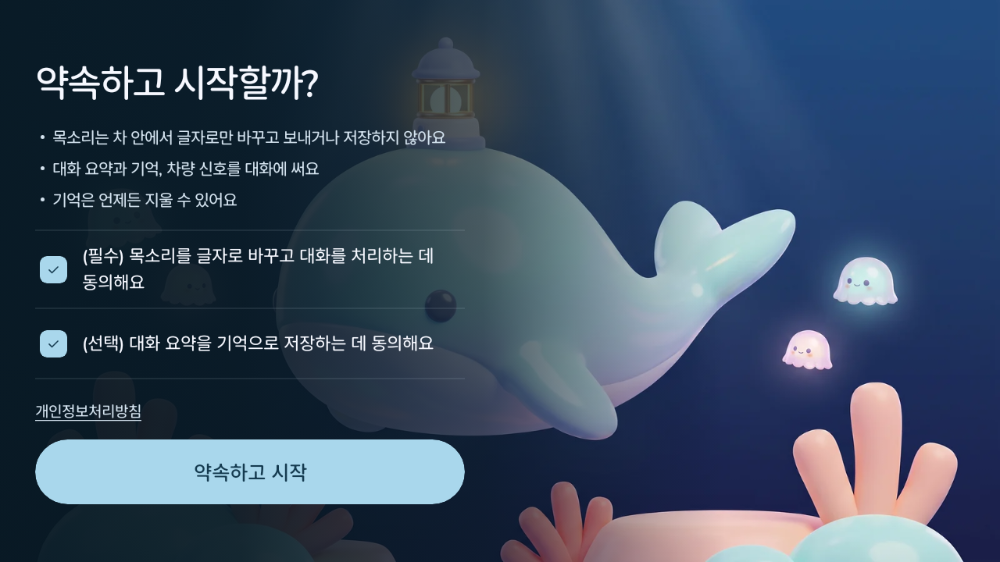 약속하고 시작할까?
• 목소리는 차 안에서 글자로만 바꾸고 보내거나 저장하지 않아요
• 대화 요약과 기억, 차량 신호를 대화에 써요
• 기억은 언제든 지울 수 있어요
(필수) 목소리를 글자로 바꾸고 대화를 처리하는 데
동의해요
(선택) 대화 요약을 기억으로 저장하는 데 동의해요
개인정보처리방침
약속하고 시작